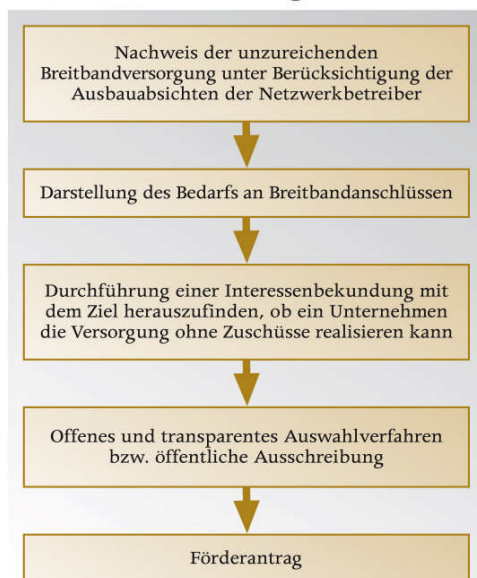 Nachweis der unzureichenden
Breitbandversorgung unter Berücksichtigung der
Ausbauabsichten der Netzwerkbetreiber
Darstellung des Bedarfs an Breitbandanschlüssen
Durchführung einer Interessenbekundung mit
dem Ziel herauszufinden, ob ein Unternehmen
die Versorgung ohne Zuschüsse realisieren kann
Offenes und transparentes Auswahlverfahren
bzw. öffentliche Ausschreibung
Förderantrag